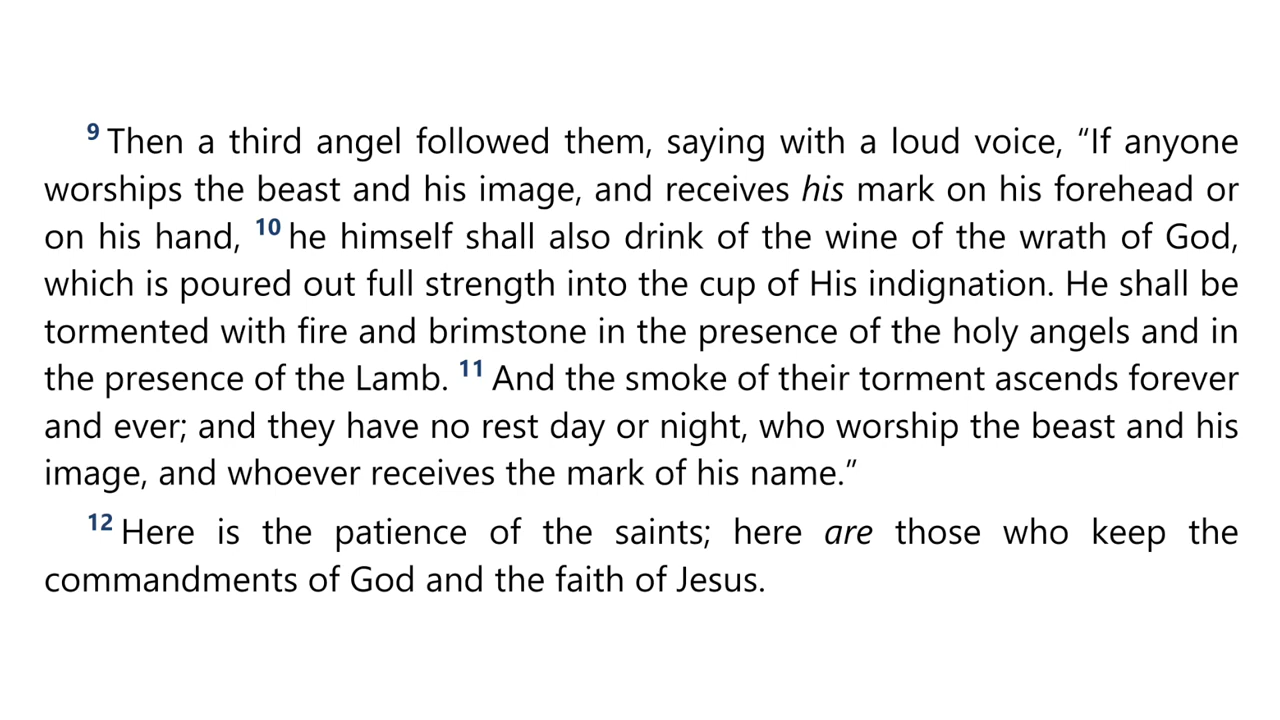 9 Then a third angel followed them, saying with a loud voice, “If anyone
worships the beast and his image, and receives his mark on his forehead or
on his hand, 10 he himself shall also drink of the wine of the wrath of God,
which is poured out full strength into the cup of His indignation. He shall be
tormented with fire and brimstone in the presence of the holy angels and in
the presence of the Lamb. 11 And the smoke of their torment ascends forever
and ever; and they have no rest day or night, who worship the beast and his
image, and whoever receives the mark of his name.”
12 Here is the patience of the saints; here are those who keep the
commandments of God and the faith of Jesus.